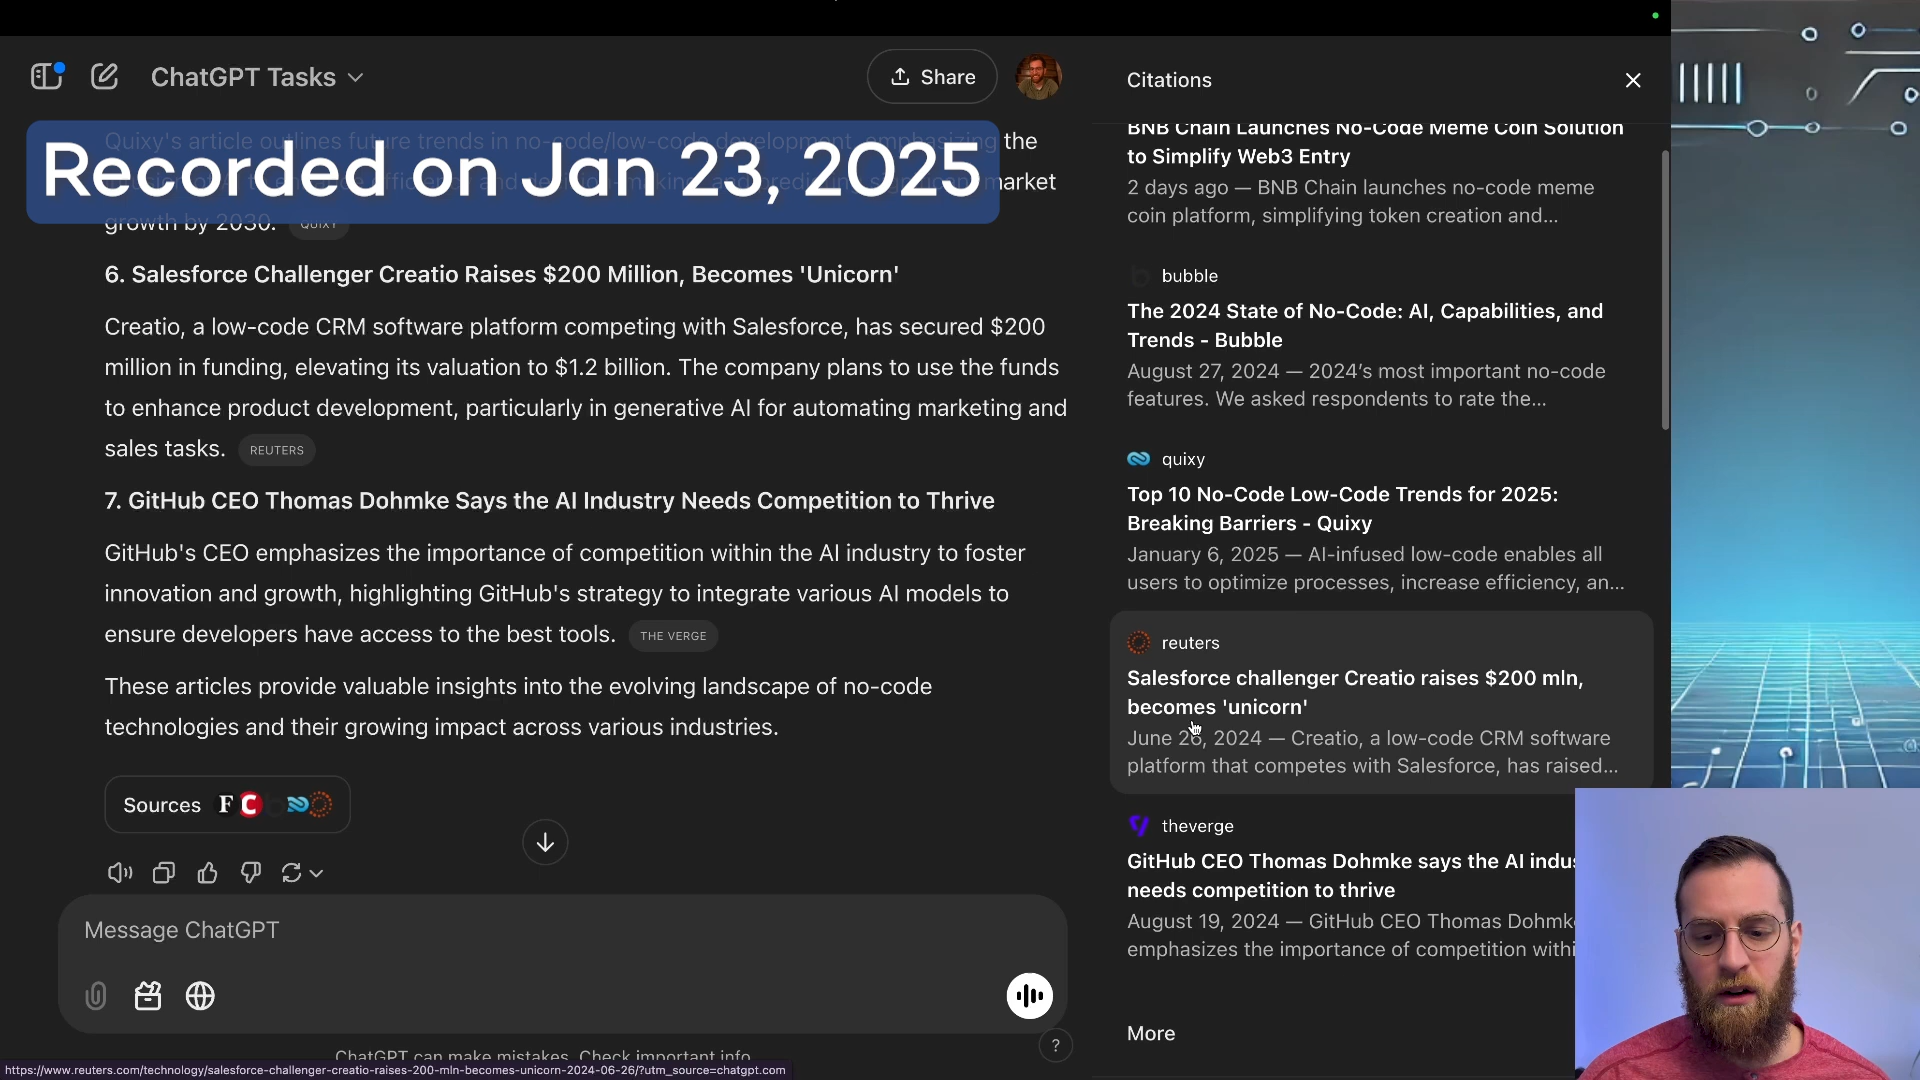 ChatGPT Tasks
Share
Quixy's article outlines future trends in no-code/low-code development, emphasizing the
Recorded on Jan 23, 2025
market
growth by 2030. QUIXY
6. Salesforce Challenger Creatio Raises $200 Million, Becomes 'Unicorn'
Creatio, a low-code CRM software platform competing with Salesforce, has secured $200
million in funding, elevating its valuation to $1.2 billion. The company plans to use the funds
to enhance product development, particularly in generative AI for automating marketing and
sales tasks. REUTERS
7. GitHub CEO Thomas Dohmke Says the AI Industry Needs Competition to Thrive
GitHub's CEO emphasizes the importance of competition within the AI industry to foster
innovation and growth, highlighting GitHub's strategy to integrate various AI models to
ensure developers have access to the best tools. THE VERGE
These articles provide valuable insights into the evolving landscape of no-code
technologies and their growing impact across various industries.
Sources F C
Message ChatGPT
ChatGPT can make mistakes. Check important info.
?
https://www.reuters.com/technology/salesforce-challenger-creatio-raises-200-mln-becomes-unicorn-2024-06-26/?utm_source=chatgpt.com
Citations
BNB Chain Launches No-Code Meme Coin Solution
to Simplify Web3 Entry
2 days ago — BNB Chain launches no-code meme
coin platform, simplifying token creation and...
bubble
The 2024 State of No-Code: AI, Capabilities, and
Trends - Bubble
August 27, 2024 — 2024's most important no-code
features. We asked respondents to rate the...
quixy
Top 10 No-Code Low-Code Trends for 2025:
Breaking Barriers - Quixy
January 6, 2025 — AI-infused low-code enables all
users to optimize processes, increase efficiency, an...
reuters
Salesforce challenger Creatio raises $200 mln,
becomes 'unicorn'
June 26, 2024 — Creatio, a low-code CRM software
platform that competes with Salesforce, has raised...
theverge
GitHub CEO Thomas Dohmke says the AI indus
needs competition to thrive
August 19, 2024 — GitHub CEO Thomas Dohmke
emphasizes the importance of competition withi
More